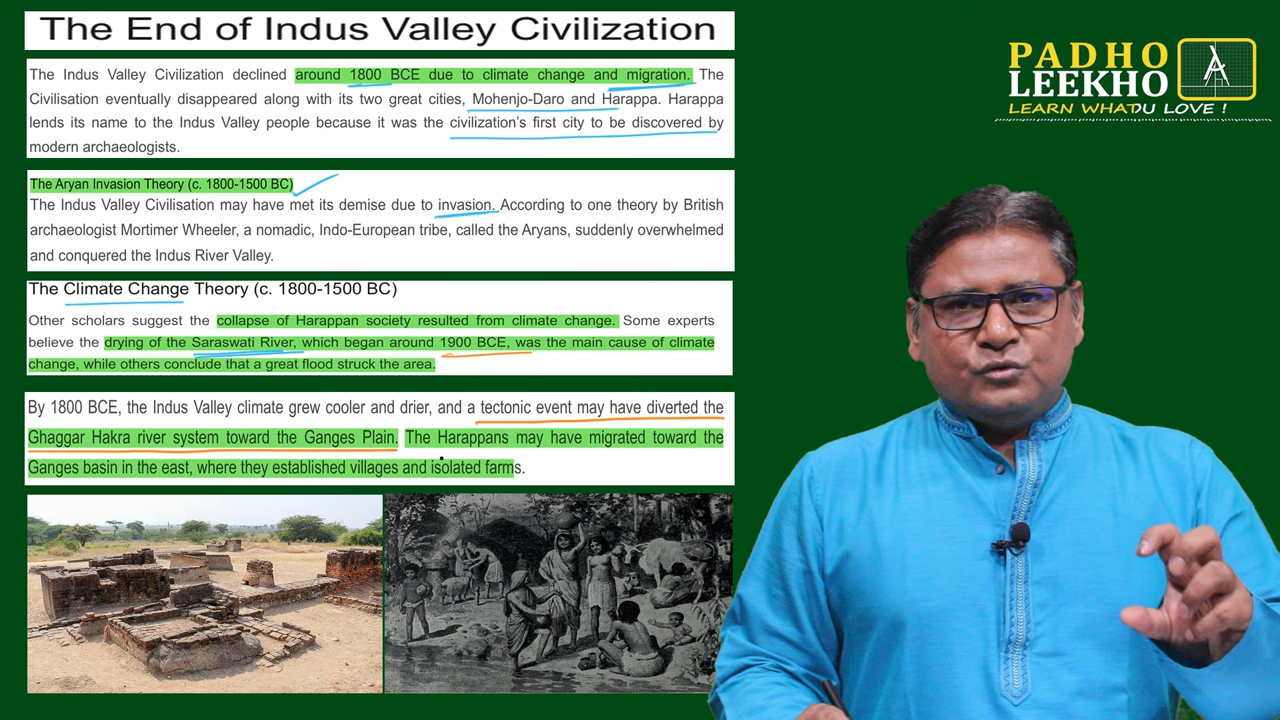 The End of Indus Valley Civilization
The Indus Valley Civilization declined around 1800 BCE due to climate change and migration. The
Civilisation eventually disappeared along with its two great cities, Mohenjo-Daro and Harappa. Harappa
lends its name to the Indus Valley people because it was the civilization's first city to be discovered by
modern archaeologists.
The Aryan Invasion Theory (c. 1800-1500 BC)
The Indus Valley Civilisation may have met its demise due to invasion. According to one theory by British
archaeologist Mortimer Wheeler, a nomadic, Indo-European tribe, called the Aryans, suddenly overwhelmed
and conquered the Indus River Valley.
The Climate Change Theory (c. 1800-1500 BC)
Other scholars suggest the collapse of Harappan society resulted from climate change. Some experts
believe the drying of the Saraswati River, which began around 1900 BCE, was the main cause of climate
change, while others conclude that a great flood struck the area.
By 1800 BCE, the Indus Valley climate grew cooler and drier, and a tectonic event may have diverted the
Ghaggar Hakra river system toward the Ganges Plain. The Harappans may have migrated toward the
Ganges basin in the east, where they established villages and isolated farms.
PADHO
LEEKHO
LEARN WHATDU LOVE !